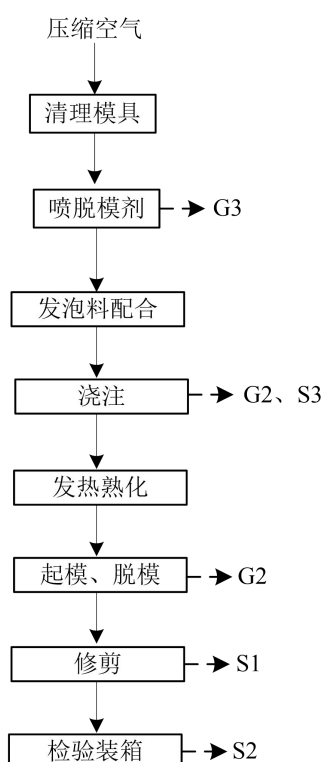 压缩空气
清理模具
喷脱模剂 G3
发泡料配合
浇注 G2、S3
发热熟化
起模、脱模 G2
修剪 S1
检验装箱 S2